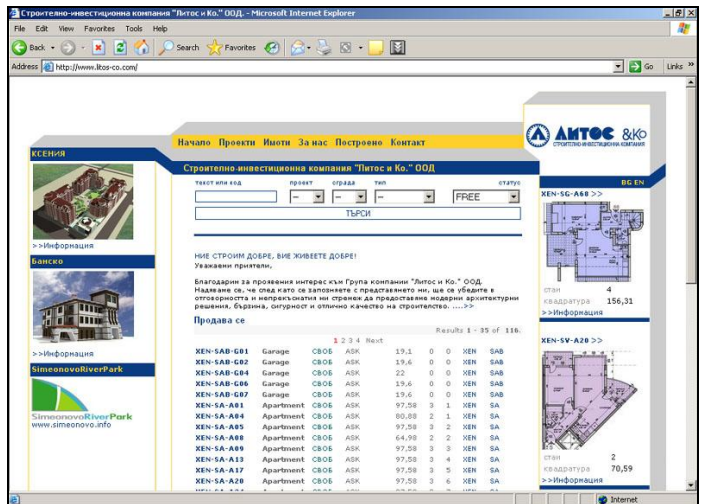 Строително-инвестиционна компания "Литос и Ко." ООД. - Microsoft Internet Explorer
File Edit View Favorites Tools Help
Back Search Favorites
Address http://www.litos-co.com/ Go Links »
ЛИТОС &КО
СТРОИТЕЛНО-ИНВЕСТИЦИОННА КОМПАНИЯ
Начало Проекти Имоти За нас Построено Контакт
КСЕНИЯ
>>Информация
Банско
>>Информация
SimeonovoRiverPark
SimeonovoRiverPark
www.simeonovo.info
Строително-инвестиционна компания "Литос и Ко." ООД
текст или код проект сграда тип статус
-- -- -- FREE
ТЪРСИ
НИЕ СТРОИМ ДОБРЕ, ВИЕ ЖИВЕЕТЕ ДОБРЕ!
Уважаеми приятели,
Благодарим за проявения интерес към Група компании "Литос и Ко." ООД.
Надяваме се, че след като се запознаете с представянето ни, ще се убедите в
отговорността и непрекъснатия ни стремеж да предоставяме модерни архитектурни
решения, бързина, сигурност и отлично качество на строителство. ....>>
Продава се
Results 1 - 35 of 116.
1 2 3 4 Next
XEN-SAB-G01 Garage СВОБ ASK 19,1 0 0 XEN SAB
XEN-SAB-G02 Garage СВОБ ASK 19,6 0 0 XEN SAB
XEN-SAB-G04 Garage СВОБ ASK 22 0 0 XEN SAB
XEN-SAB-G06 Garage СВОБ ASK 19,6 0 0 XEN SAB
XEN-SAB-G07 Garage СВОБ ASK 19,6 0 0 XEN SAB
XEN-SA-A01 Apartment СВОБ ASK 97,58 3 1 XEN SA
XEN-SA-A04 Apartment СВОБ ASK 80,88 2 1 XEN SA
XEN-SA-A05 Apartment СВОБ ASK 97,58 3 2 XEN SA
XEN-SA-A08 Apartment СВОБ ASK 64,98 2 2 XEN SA
XEN-SA-A09 Apartment СВОБ ASK 97,58 3 3 XEN SA
XEN-SA-A13 Apartment СВОБ ASK 97,58 3 4 XEN SA
XEN-SA-A17 Apartment СВОБ ASK 97,58 3 5 XEN SA
XEN-SA-A20 Apartment СВОБ ASK 97,58 3 6 XEN SA
BG EN
XEN-SG-A68 >>
стаи 4
квадратура 156,31
>>Информация
XEN-SV-A20 >>
стаи 2
квадратура 70,59
>>Информация
Internet